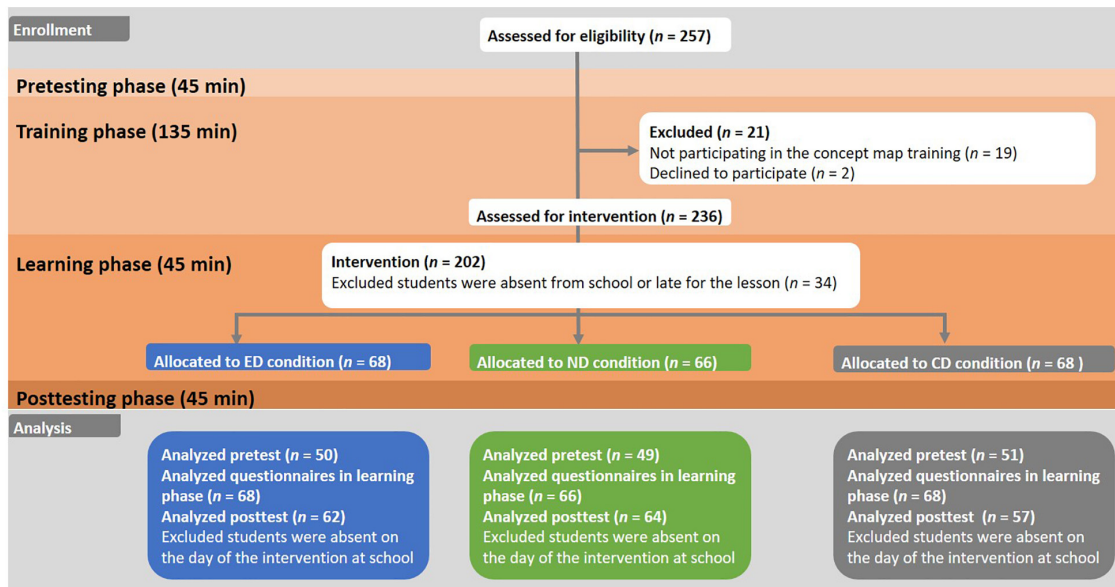 Enrollment
Assessed for eligibility (n = 257)
Pretesting phase (45 min)
Training phase (135 min)
Excluded (n = 21)
Not participating in the concept map training (n = 19)
Declined to participate (n = 2)
Assessed for intervention (n = 236)
Learning phase (45 min)
Intervention (n = 202)
Excluded students were absent from school or late for the lesson (n = 34)
Allocated to ED condition (n = 68)
Allocated to ND condition (n = 66)
Allocated to CD condition (n = 68 )
Posttesting phase (45 min)
Analysis
Analyzed pretest (n = 50)
Analyzed questionnaires in learning
phase (n = 68)
Analyzed posttest (n = 62)
Excluded students were absent on
the day of the intervention at school
Analyzed pretest (n = 49)
Analyzed questionnaires in learning
phase (n = 66)
Analyzed posttest (n = 64)
Excluded students were absent on
the day of the intervention at school
Analyzed pretest (n = 51)
Analyzed questionnaires in learning
phase (n = 68)
Analyzed posttest (n = 57)
Excluded students were absent on
the day of the intervention at school